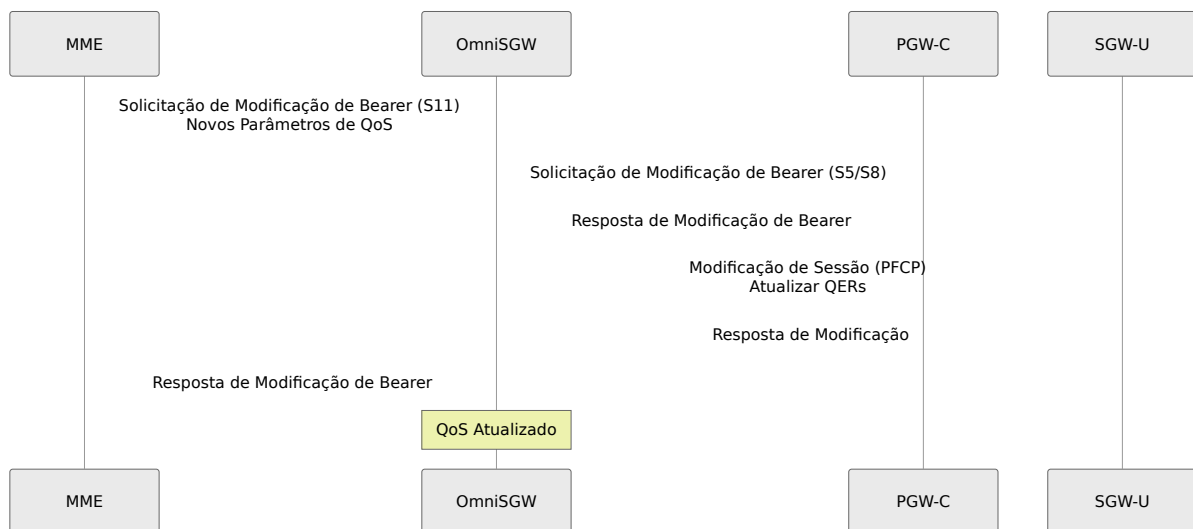 MME
OmniSGW
PGW-C
SGW-U
Solicitação de Modificação de Bearer (S11)
Novos Parâmetros de QoS
Solicitação de Modificação de Bearer (S5/S8)
Resposta de Modificação de Bearer
Modificação de Sessão (PFCP)
Atualizar QERs
Resposta de Modificação
Resposta de Modificação de Bearer
QoS Atualizado
MME
OmniSGW
PGW-C
SGW-U